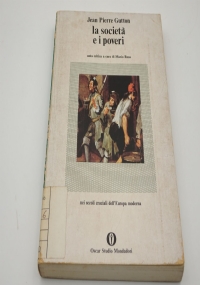 Jean Pierre Gutton
la società
e i poveri
nei secoli cruciali dell'Europa moderna
Oscar Studio Mondadori